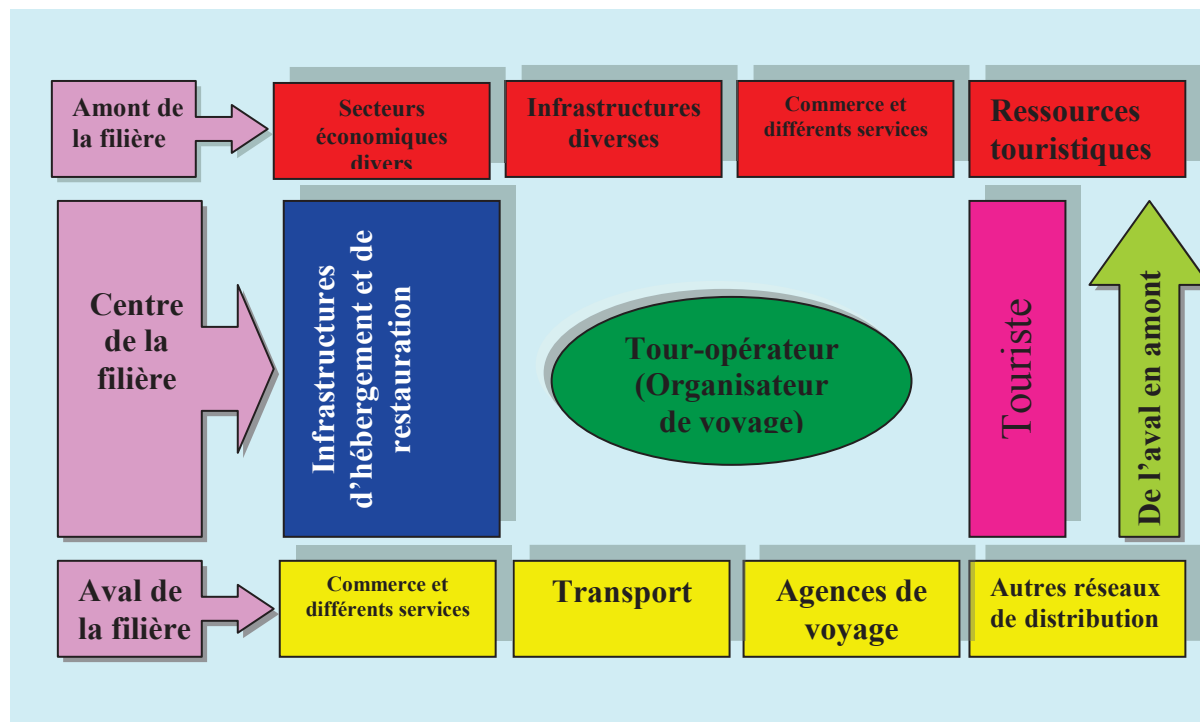 Amont de
la filière
Secteurs
économiques
divers
Infrastructures
diverses
Commerce et
différents services
Ressources
touristiques
Centre
de la
filière
Infrastructures
d’hébergement et de
restauration
Tour-opérateur
(Organisateur
de voyage)
Touriste
De l’aval en amont
Aval de
la filière
Commerce et
différents services
Transport
Agences de
voyage
Autres réseaux
de distribution